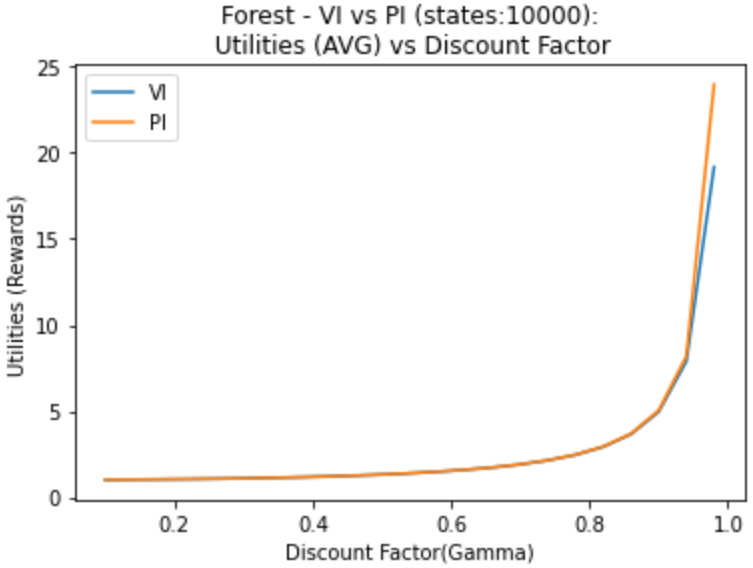 Forest - VI vs PI (states:10000):
Utilities (AVG) vs Discount Factor
VI
PI
25
20
15
10
5
0
Utilities (Rewards)
0.2 0.4 0.6 0.8 1.0
Discount Factor(Gamma)